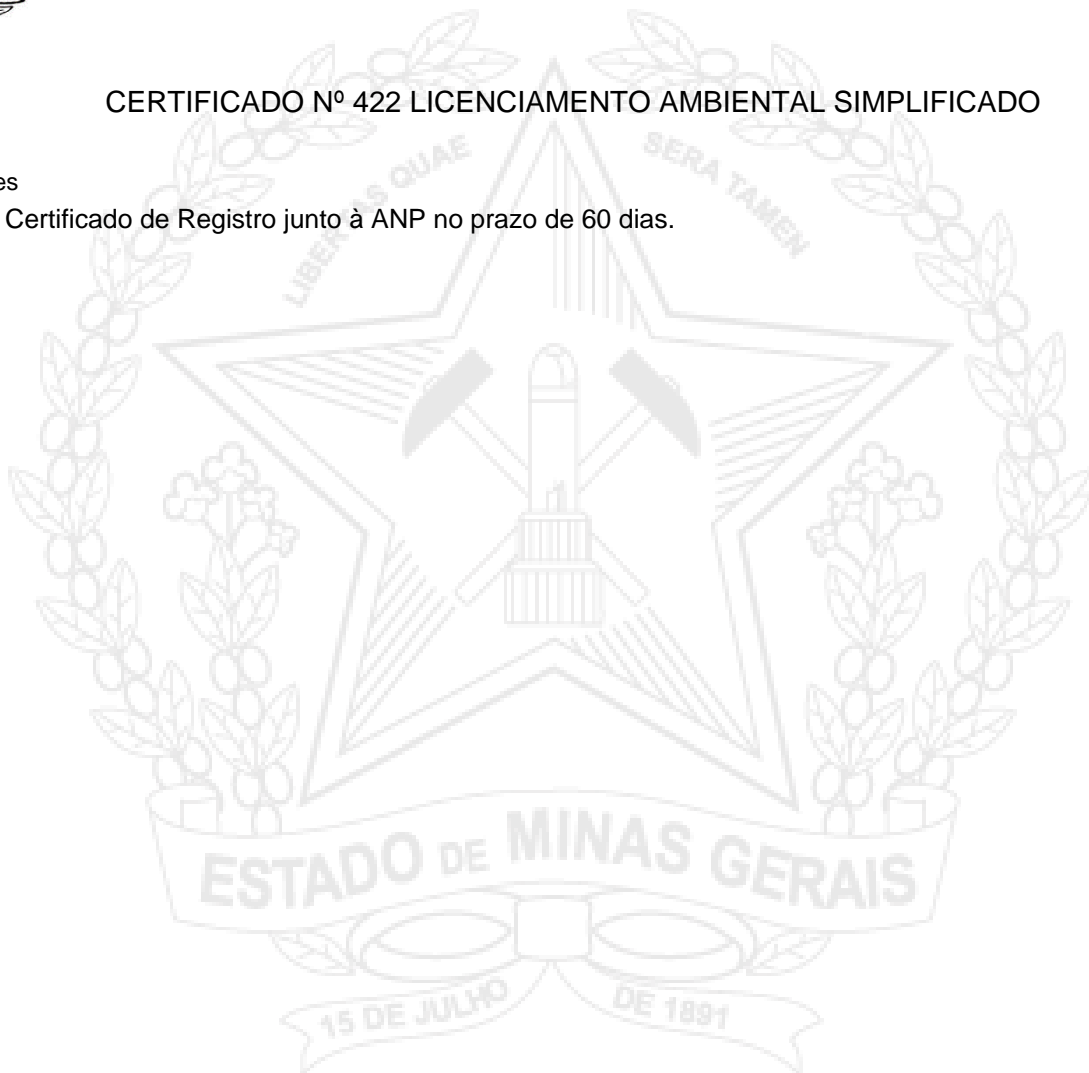 CERTIFICADO Nº 422 LICENCIAMENTO AMBIENTAL SIMPLIFICADO
es
Certificado de Registro junto à ANP no prazo de 60 dias.
LIBERTAS QUAE SERA TAMEN
ESTADO DE MINAS GERAIS
15 DE JULHO DE 1891